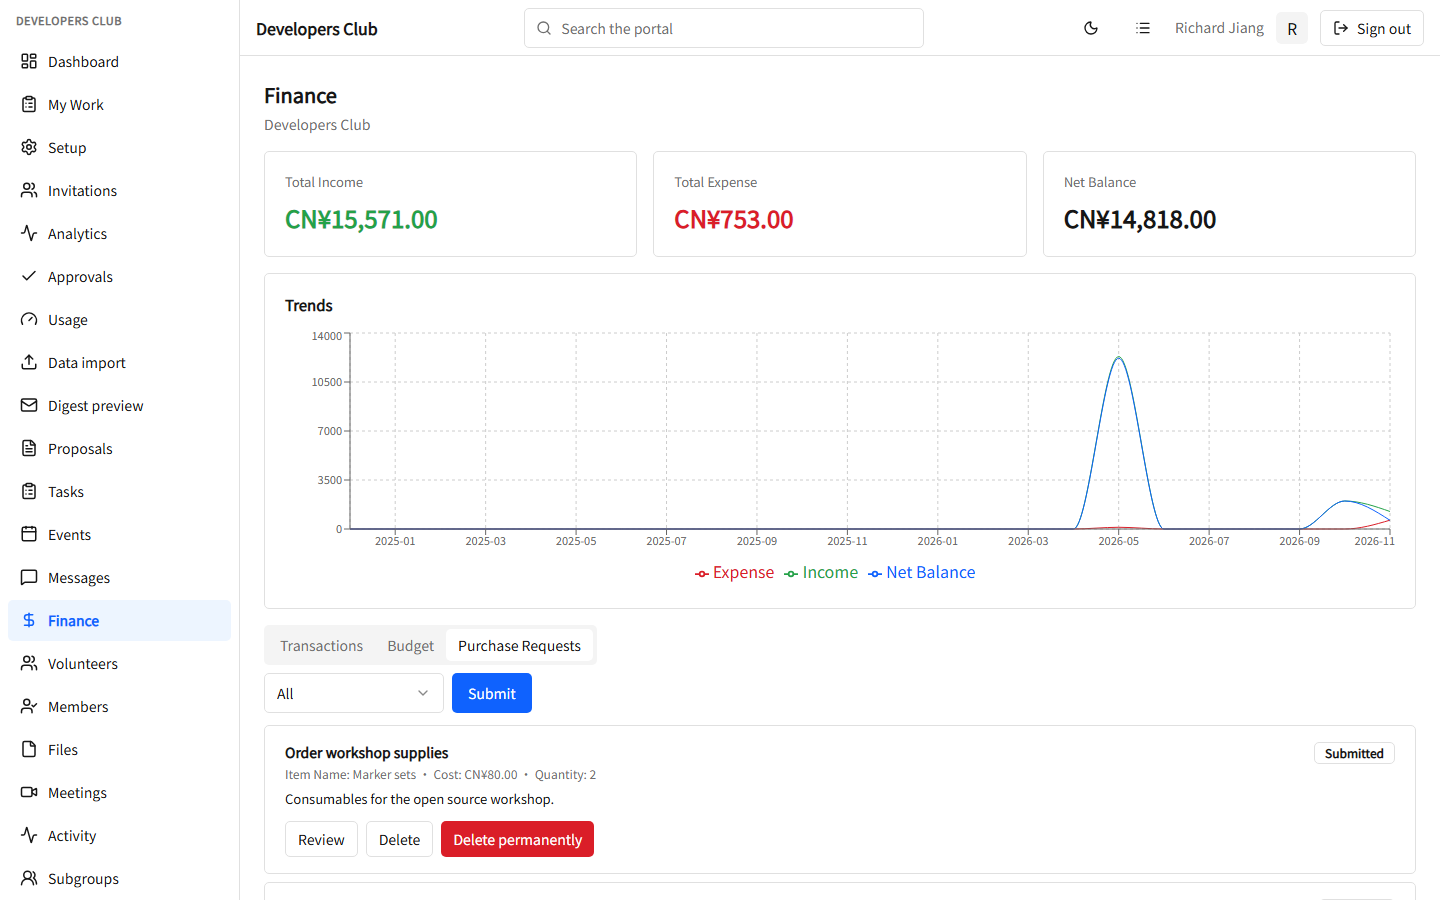 DEVELOPERS CLUB
Dashboard
My Work
Setup
Invitations
Analytics
Approvals
Usage
Data import
Digest preview
Proposals
Tasks
Events
Messages
Finance
Volunteers
Members
Files
Meetings
Activity
Subgroups
Developers Club
Search the portal
Richard Jiang
R
Sign out
Finance
Developers Club
Total Income
CN¥15,571.00
Total Expense
CN¥753.00
Net Balance
CN¥14,818.00
Trends
14000
10500
7000
3500
0
2025-01 2025-03 2025-05 2025-07 2025-09 2025-11 2026-01 2026-03 2026-05 2026-07 2026-09 2026-11
Expense Income Net Balance
Transactions Budget Purchase Requests
All
Submit
Order workshop supplies
Submitted
Item Name: Marker sets • Cost: CN¥80.00 • Quantity: 2
Consumables for the open source workshop.
Review Delete Delete permanently